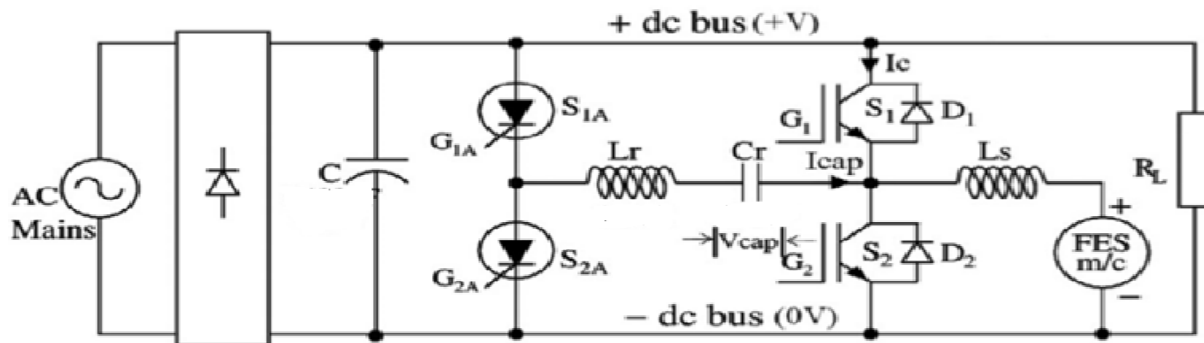 + dc bus (+V)
Ic
S1A
G1A
G1
S1
D1
Lr
Cr
Icap
Ls
RL
C
AC
Mains
Vcap
S2A
G2A
G2
S2
D2
+
FES
m/c
−
− dc bus (0V)